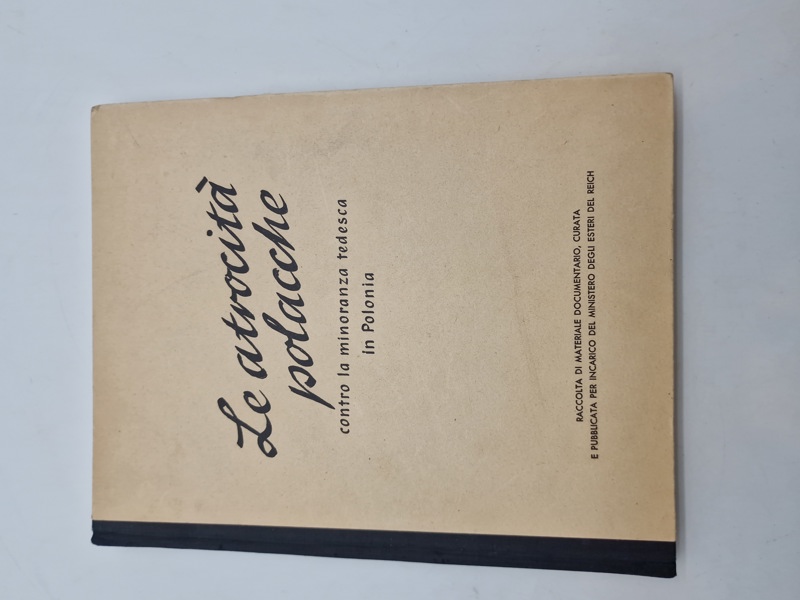 Le atrocità
polacche
contro la minoranza tedesca
in Polonia
RACCOLTA DI MATERIALE DOCUMENTARIO, CURATA
E PUBBLICATA PER INCARICO DEL MINISTERO DEGLI ESTERI DEL REICH